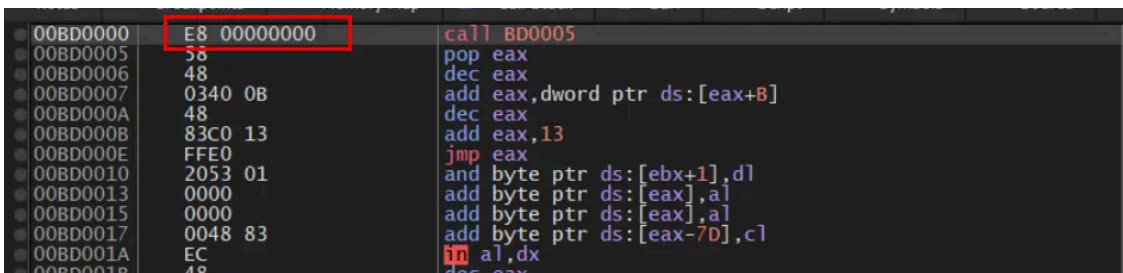 00BD0000 E8 00000000 call BD0005
00BD0005 58 pop eax
00BD0006 48 dec eax
00BD0007 0340 0B add eax,dword ptr ds:[eax+B]
00BD000A 48 dec eax
00BD000B 83C0 13 add eax,13
00BD000E FFE0 jmp eax
00BD0010 2053 01 and byte ptr ds:[ebx+1],dl
00BD0013 0000 add byte ptr ds:[eax],al
00BD0015 0000 add byte ptr ds:[eax],al
00BD0017 0048 83 add byte ptr ds:[eax-7D],cl
00BD001A EC in al,dx
00BD001B 48 dec eax